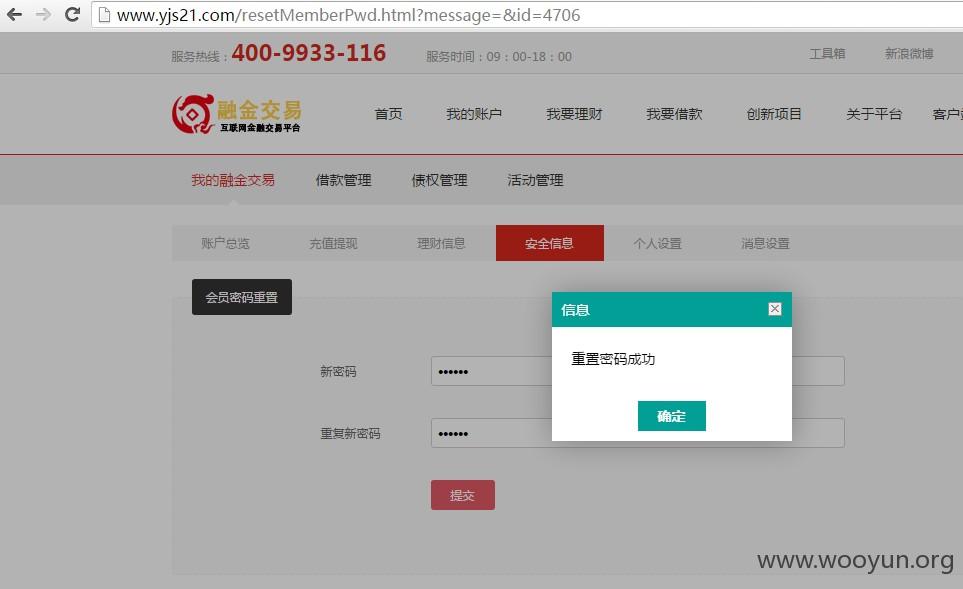 www.yjs21.com/resetMemberPwd.html?message=&id=4706
服务热线：400-9933-116 服务时间：09：00-18：00 工具箱 新浪微博
融金交易
互联网金融交易平台
首页 我的账户 我要理财 我要借款 创新项目 关于平台 客户
我的融金交易 借款管理 债权管理 活动管理
账户总览 充值提现 理财信息 安全信息 个人设置 消息设置
会员密码重置
信息
重置密码成功
确定
新密码 ••••••
重复新密码 ••••••
提交
www.wooyun.org